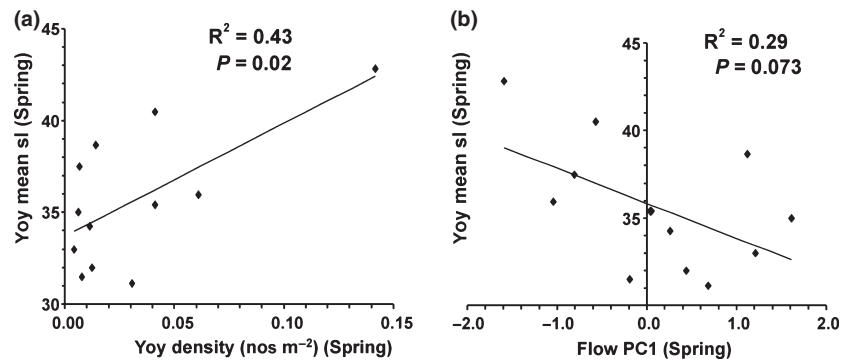 (a)
R² = 0.43
P = 0.02
Yoy mean sl (Spring)
45
40
35
30
0.00 0.05 0.10 0.15
Yoy density (nos m⁻²) (Spring)
(b)
R² = 0.29
P = 0.073
Yoy mean sl (Spring)
45
40
35
−2.0 −1.0 0.0 1.0 2.0
Flow PC1 (Spring)